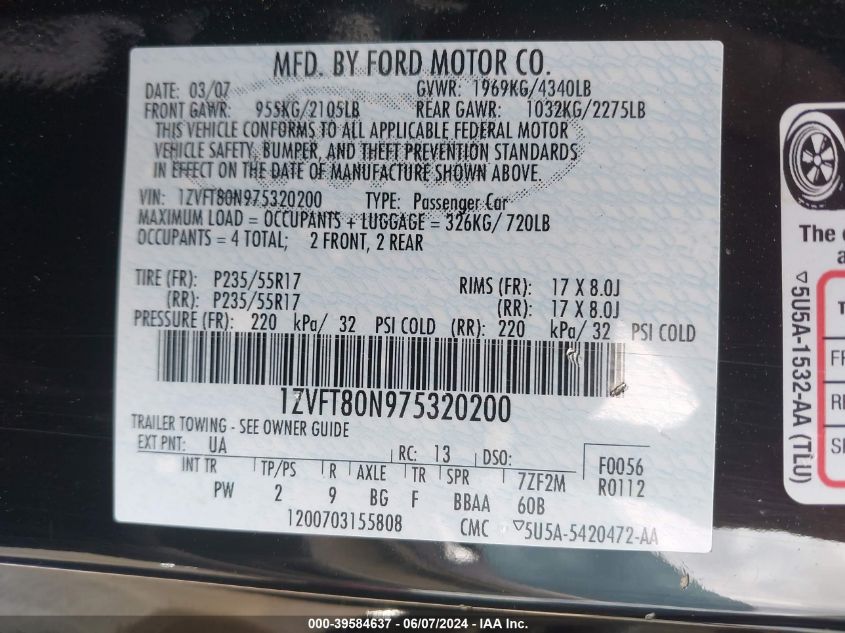 MFD. BY FORD MOTOR CO.
DATE: 03/07 GVWR: 1969KG/4340LB
FRONT GAWR: 955KG/2105LB REAR GAWR: 1032KG/2275LB
THIS VEHICLE CONFORMS TO ALL APPLICABLE FEDERAL MOTOR
VEHICLE SAFETY, BUMPER, AND THEFT PREVENTION STANDARDS
IN EFFECT ON THE DATE OF MANUFACTURE SHOWN ABOVE.
VIN: 1ZVFT80N975320200 TYPE: Passenger Car
MAXIMUM LOAD = OCCUPANTS + LUGGAGE = 326KG/ 720LB
OCCUPANTS = 4 TOTAL; 2 FRONT, 2 REAR
TIRE (FR): P235/55R17 RIMS (FR): 17 X 8.0J
(RR): P235/55R17 (RR): 17 X 8.0J
PRESSURE (FR): 220 kPa/ 32 PSI COLD (RR): 220 kPa/ 32 PSI COLD
1ZVFT80N975320200
TRAILER TOWING - SEE OWNER GUIDE
EXT PNT: UA RC: 13 DSO: F0056
INT TR TP/PS R AXLE TR SPR 7ZF2M R0112
PW 2 9 BG F BBAA 60B
1200703155808 CMC ▽5U5A-5420472-AA
The
▽5U5A-1532-AA (TLU)
000-39584637 - 06/07/2024 - IAA Inc.